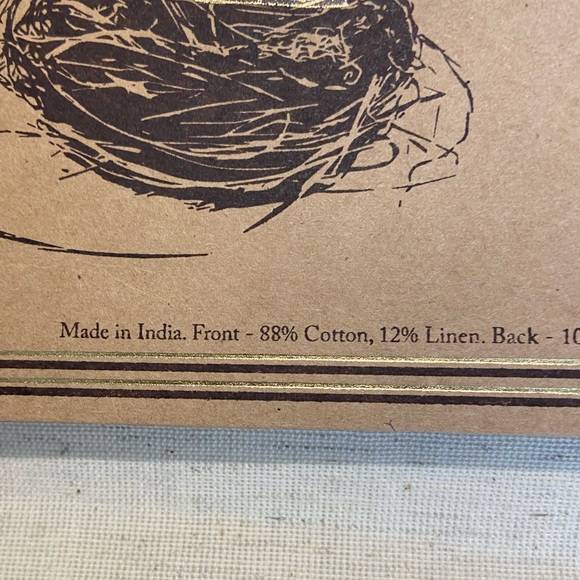 Made in India. Front - 88% Cotton, 12% Linen. Back - 10